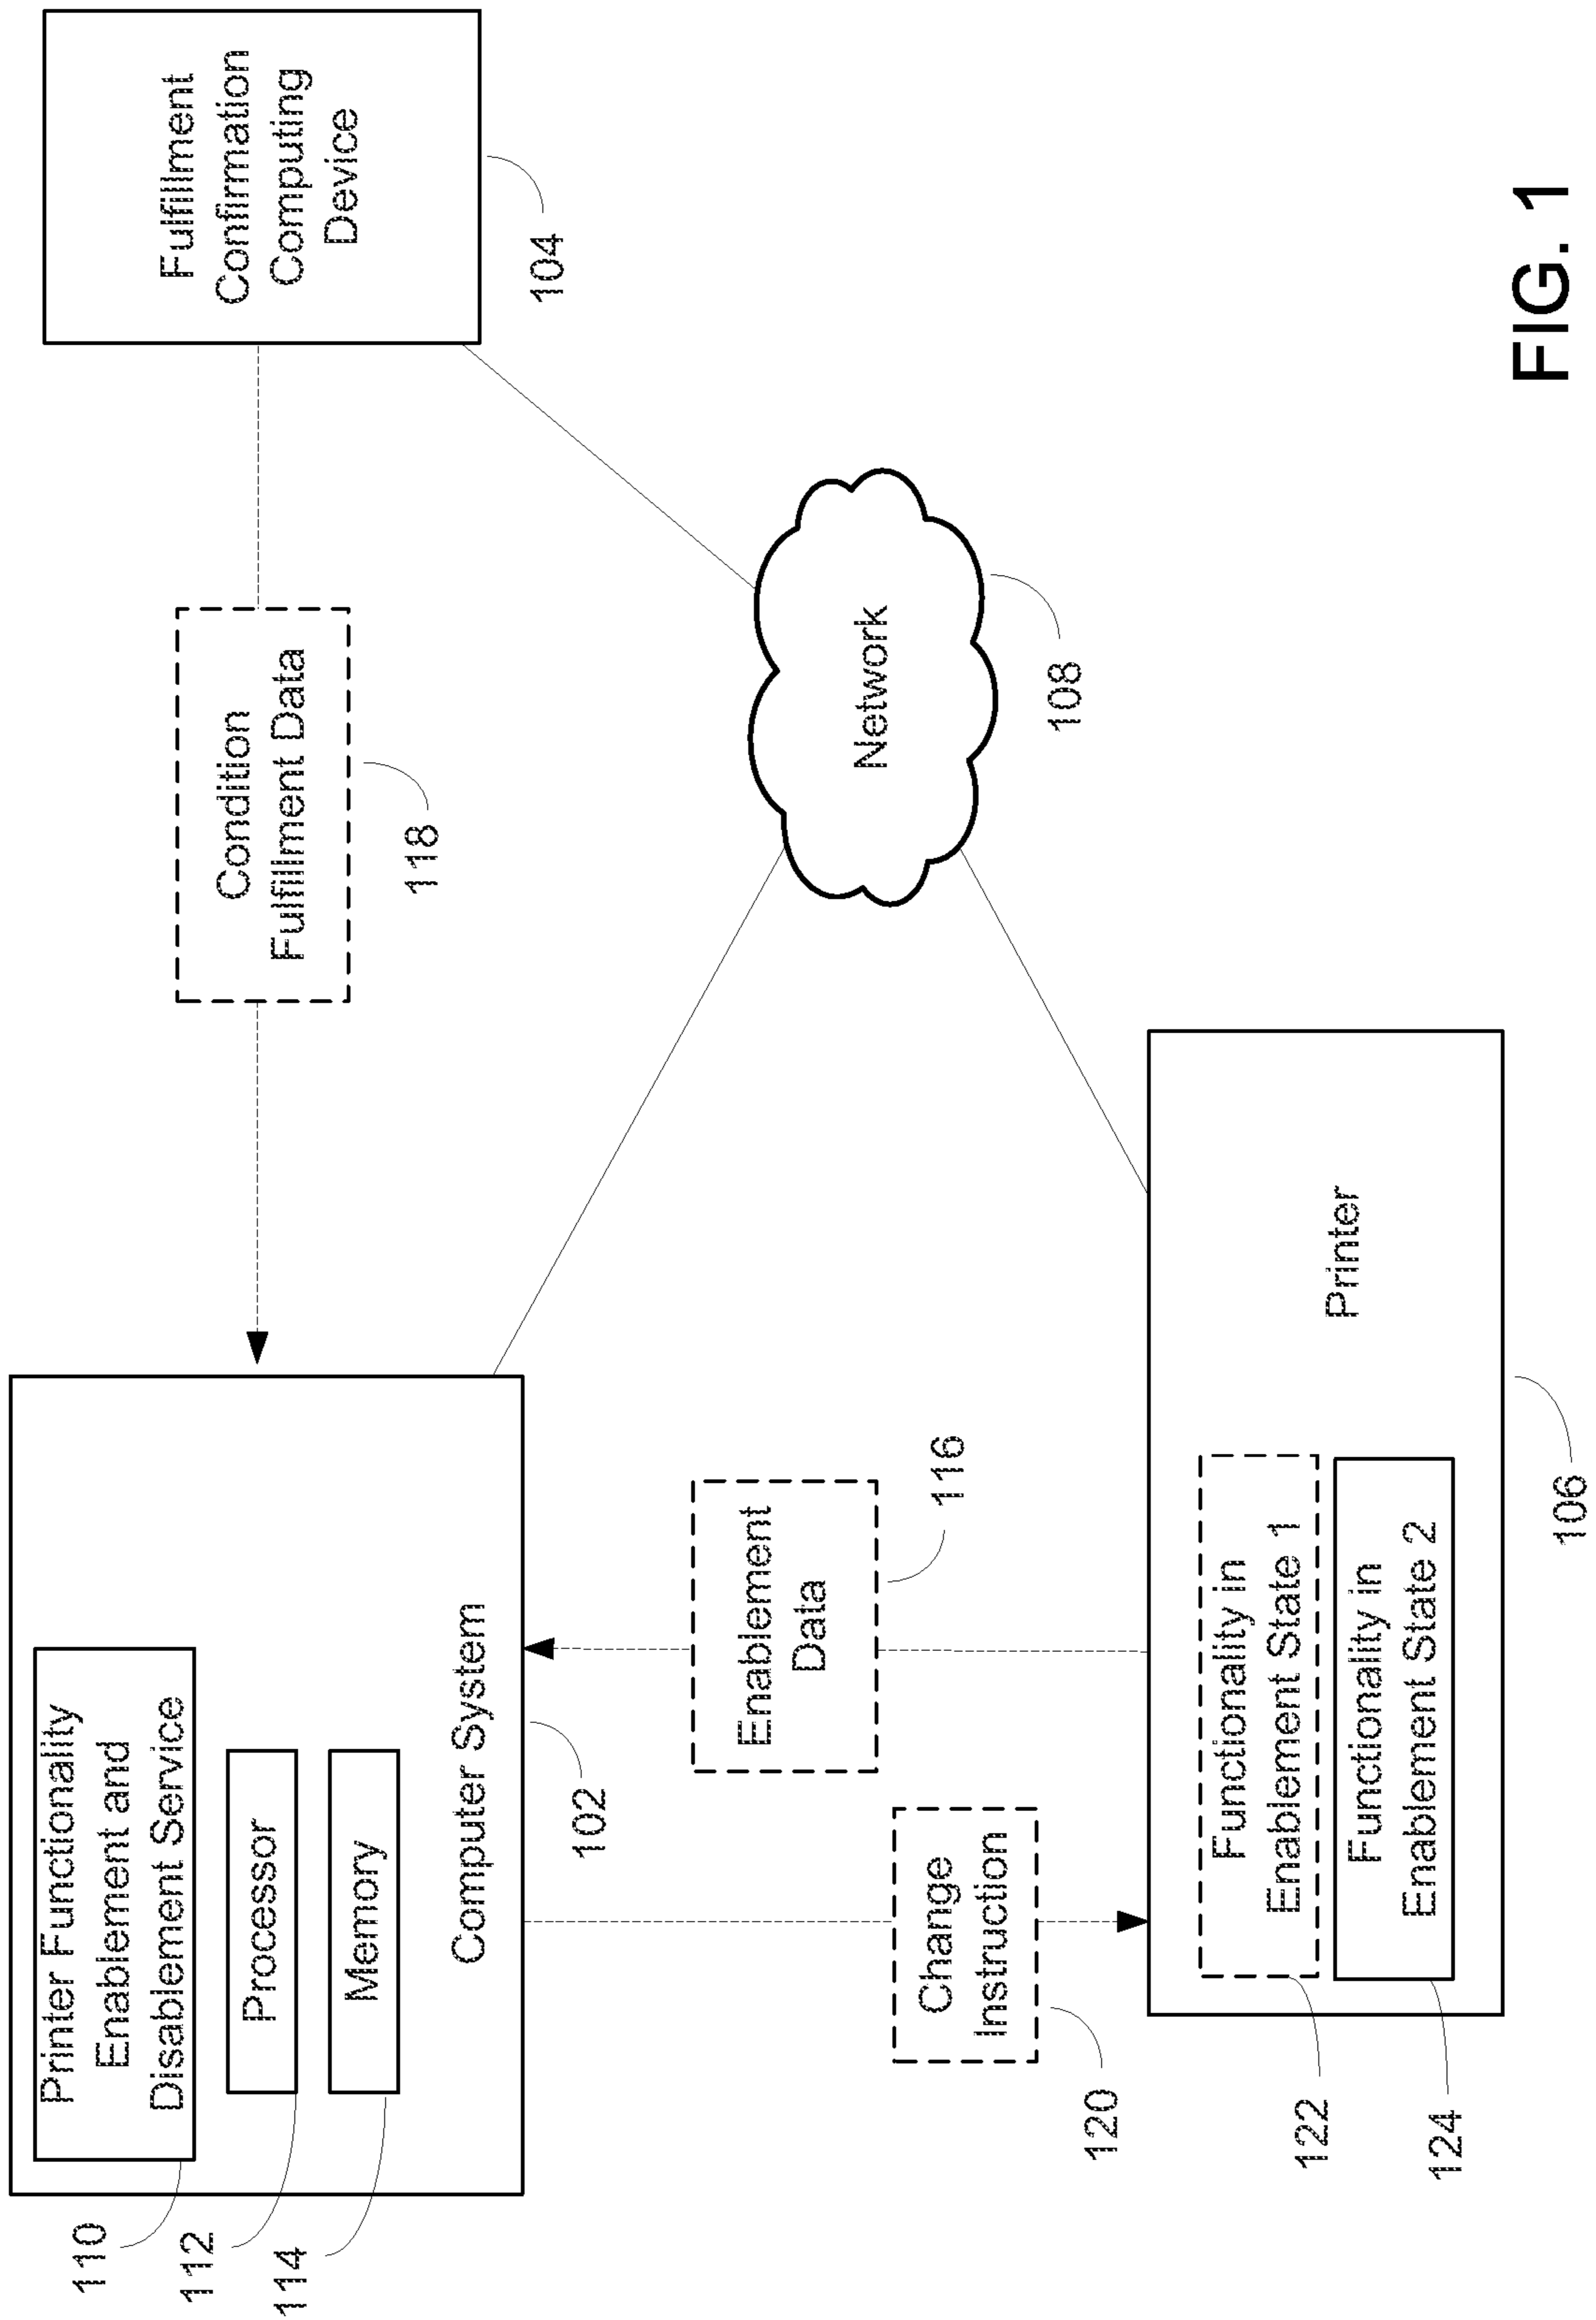 110
Printer Functionality
Enablement and
Disablement Service
112
Processor
114
Memory
Computer System
102
Condition
Fulfillment Data
118
Fulfillment
Confirmation
Computing
Device
104
Enablement
Data
116
Change
Instruction
120
Network
108
122
Functionality in
Enablement State 1
124
Functionality in
Enablement State 2
Printer
106
FIG. 1